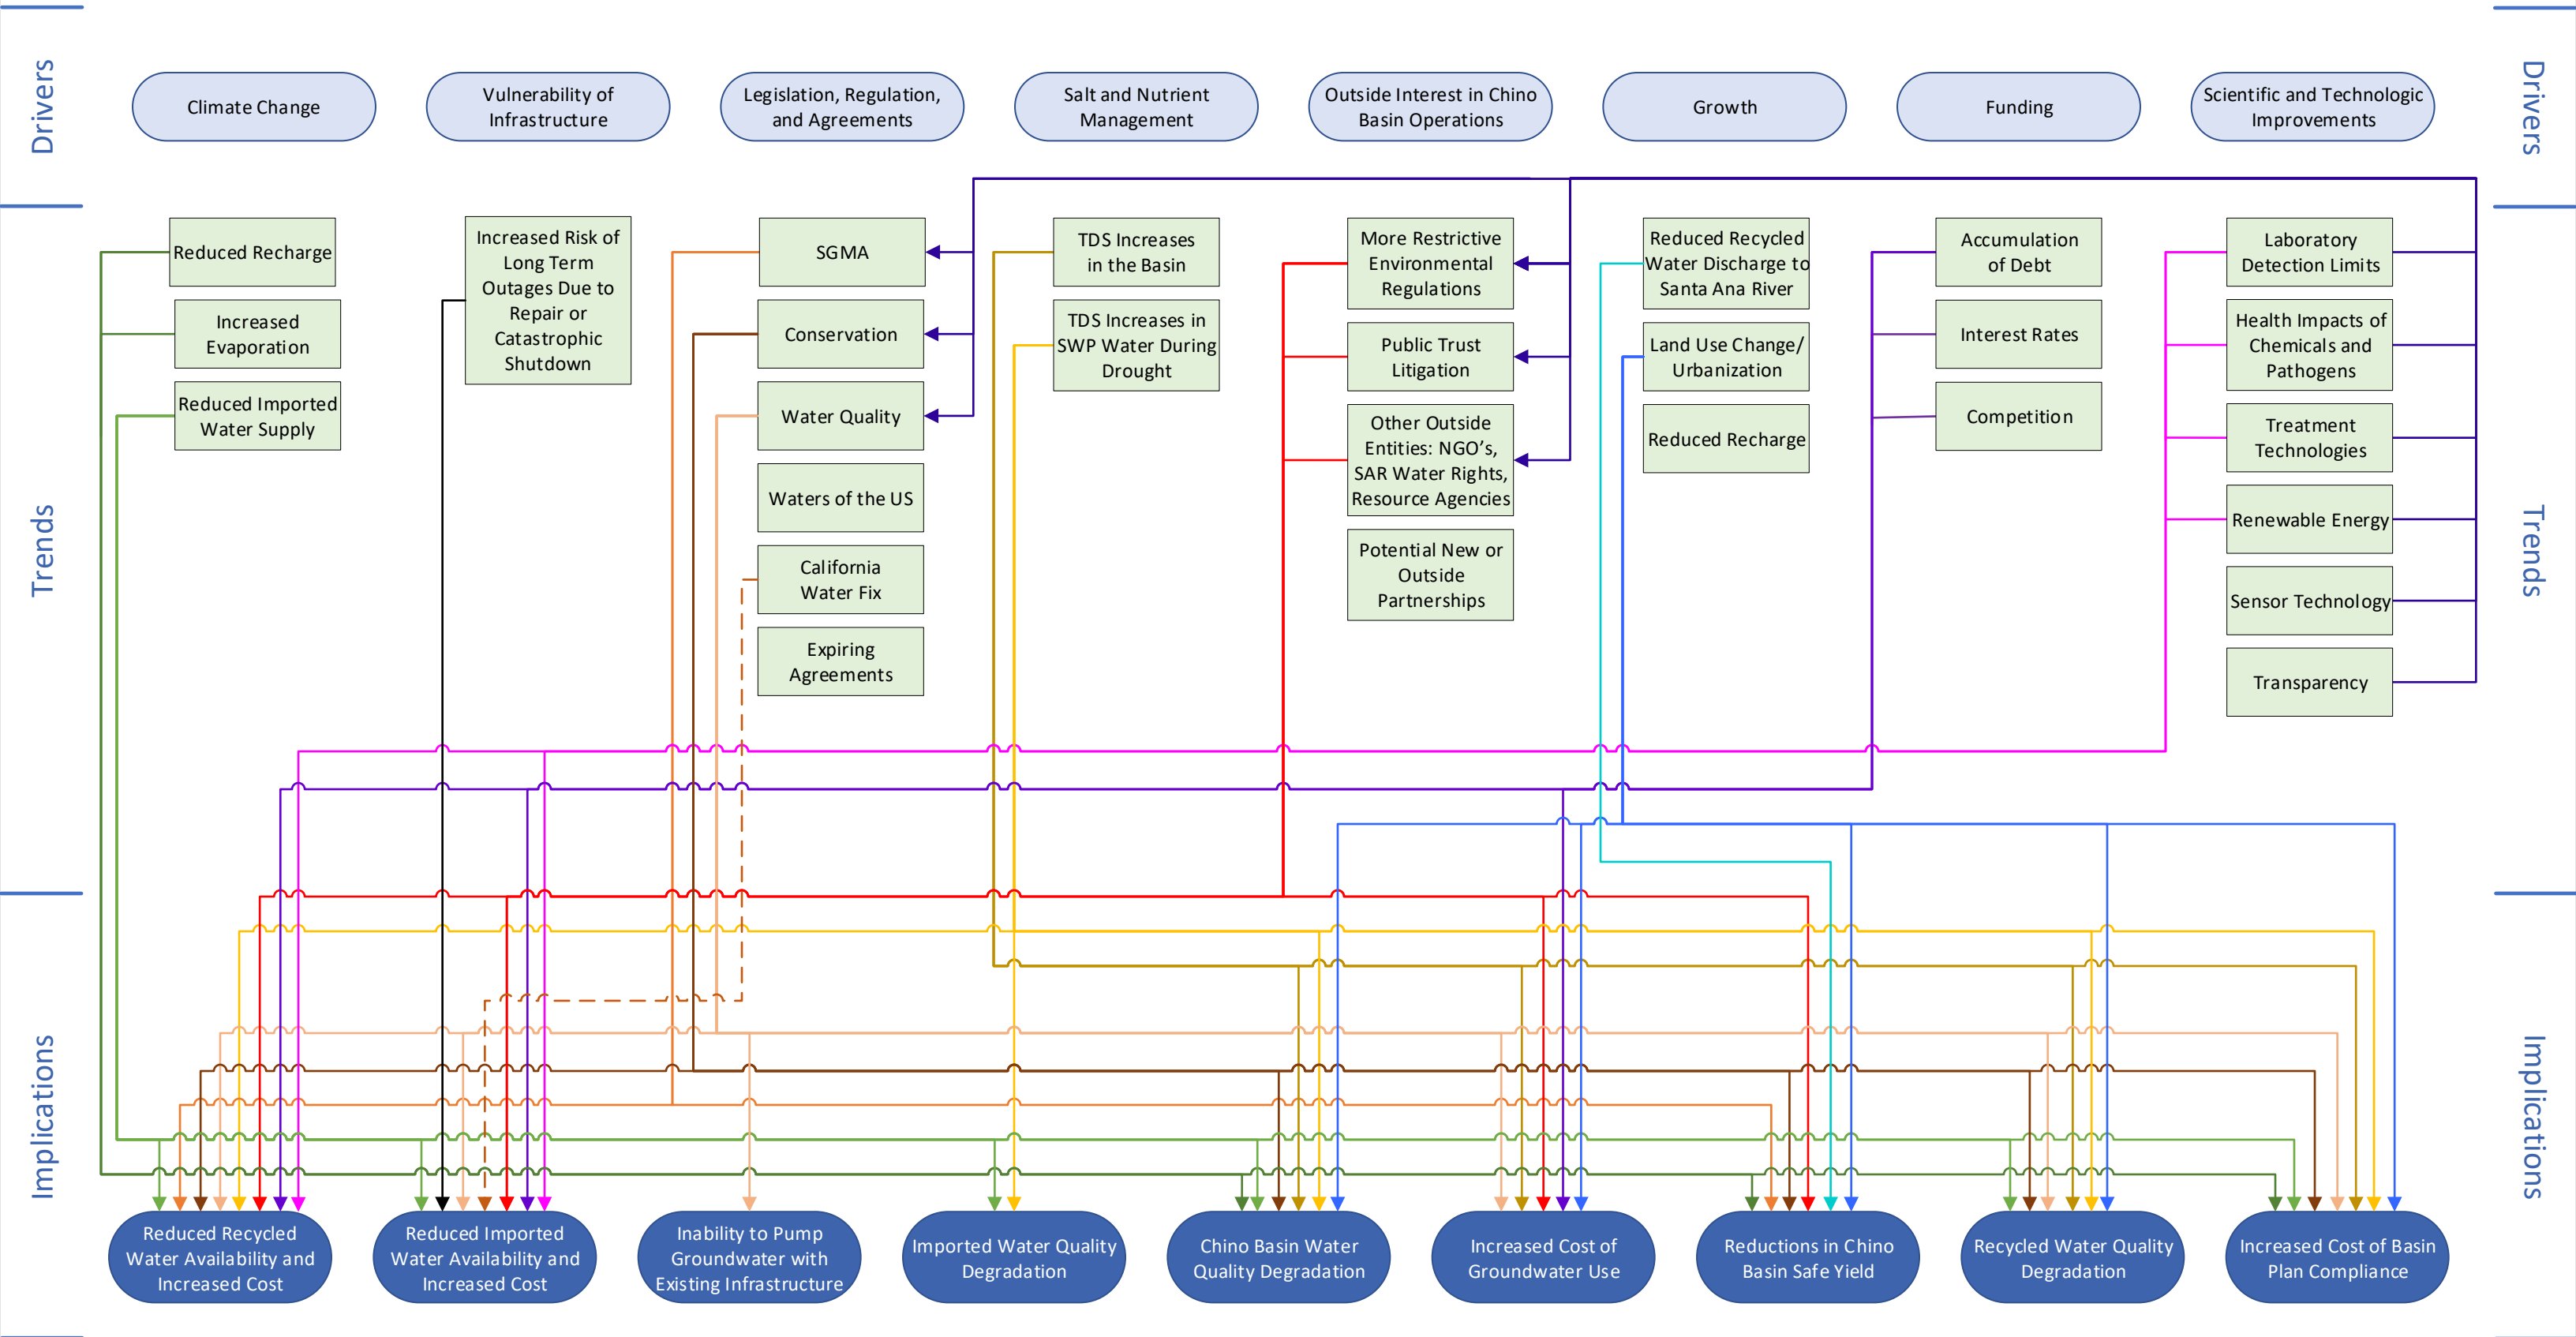 Drivers
Climate Change
Vulnerability of
Infrastructure
Legislation, Regulation,
and Agreements
Salt and Nutrient
Management
Outside Interest in Chino
Basin Operations
Growth
Funding
Scientific and Technologic
Improvements
Drivers
Trends
Reduced Recharge
Increased
Evaporation
Reduced Imported
Water Supply
Increased Risk of
Long Term
Outages Due to
Repair or
Catastrophic
Shutdown
SGMA
Conservation
Water Quality
Waters of the US
California
Water Fix
Expiring
Agreements
TDS Increases
in the Basin
TDS Increases in
SWP Water During
Drought
More Restrictive
Environmental
Regulations
Public Trust
Litigation
Other Outside
Entities: NGO’s,
SAR Water Rights,
Resource Agencies
Potential New or
Outside
Partnerships
Reduced Recycled
Water Discharge to
Santa Ana River
Land Use Change/
Urbanization
Reduced Recharge
Accumulation
of Debt
Interest Rates
Competition
Laboratory
Detection Limits
Health Impacts of
Chemicals and
Pathogens
Treatment
Technologies
Renewable Energy
Sensor Technology
Transparency
Trends
Implications
Reduced Recycled
Water Availability and
Increased Cost
Reduced Imported
Water Availability and
Increased Cost
Inability to Pump
Groundwater with
Existing Infrastructure
Imported Water Quality
Degradation
Chino Basin Water
Quality Degradation
Increased Cost of
Groundwater Use
Reductions in Chino
Basin Safe Yield
Recycled Water Quality
Degradation
Increased Cost of Basin
Plan Compliance
Implications